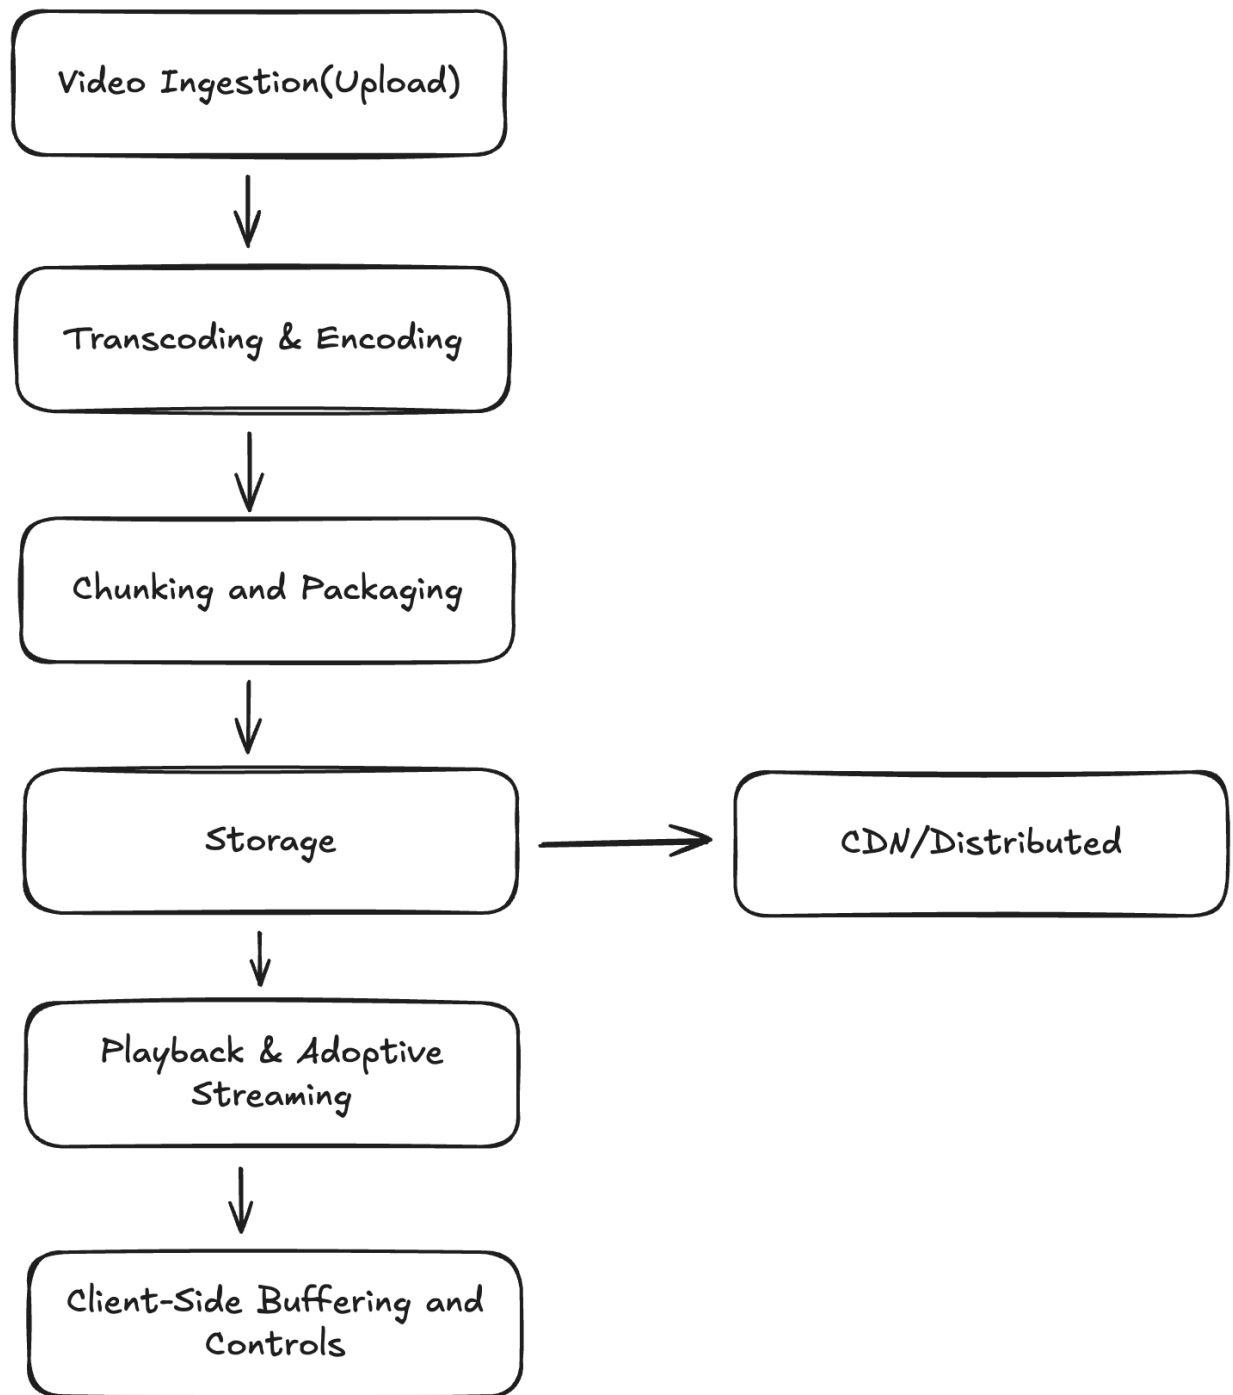 Video Ingestion(Upload)
Transcoding & Encoding
Chunking and Packaging
Storage
CDN/Distributed
Playback & Adoptive
Streaming
Client-Side Buffering and
Controls